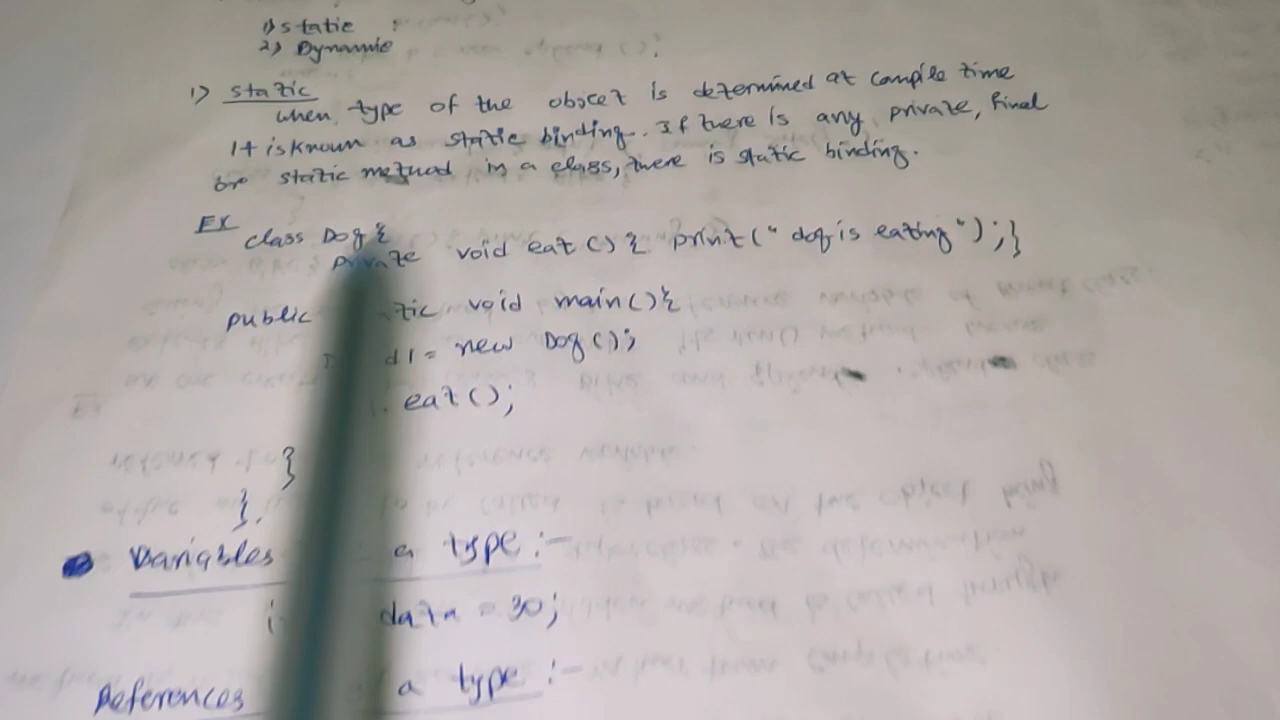 1) static
2) Dynamic
1) static
when type of the object is determined at compile time
It is known as static binding. If there is any private, final
or static method in a class, there is static binding.
Ex
class Dog {
private void eat () { print(" dog is eating ");}
public tic void main(){
d1 = new Dog();
. eat();
}
}.
Variables a type :-
i data = 30;
References a type :-